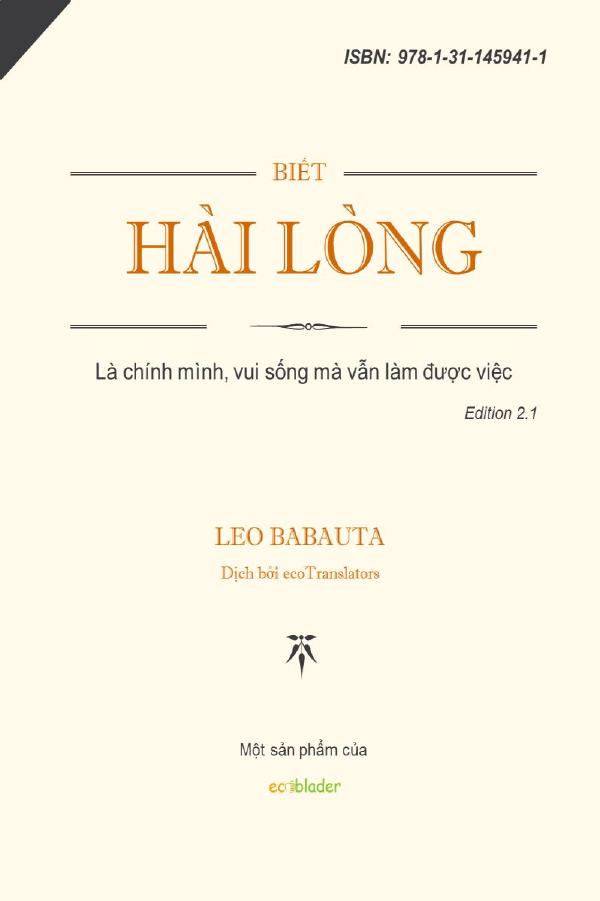 ISBN: 978-1-31-145941-1
BIẾT
HÀI LÒNG
Là chính mình, vui sống mà vẫn làm được việc
Edition 2.1
LEO BABAUTA
Dịch bởi ecoTranslators
Một sản phẩm của
ecoblader